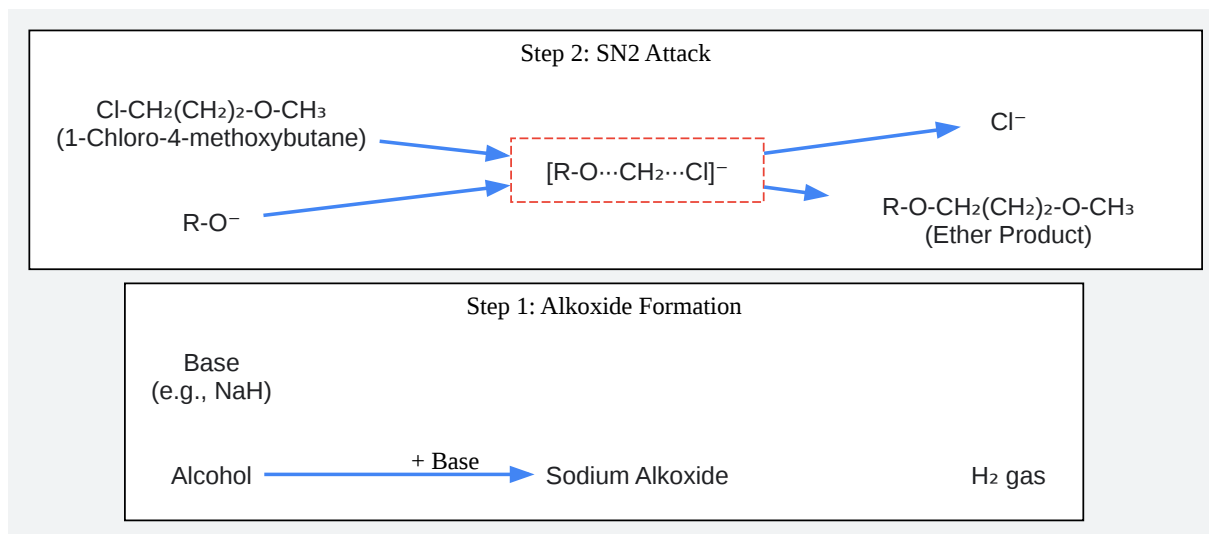 Step 2: SN2 Attack
Cl-CH₂(CH₂)₂-O-CH₃
(1-Chloro-4-methoxybutane)
R-O⁻
[R-O···CH₂···Cl]⁻
Cl⁻
R-O-CH₂(CH₂)₂-O-CH₃
(Ether Product)
Step 1: Alkoxide Formation
Base
(e.g., NaH)
Alcohol
+ Base
Sodium Alkoxide
H₂ gas